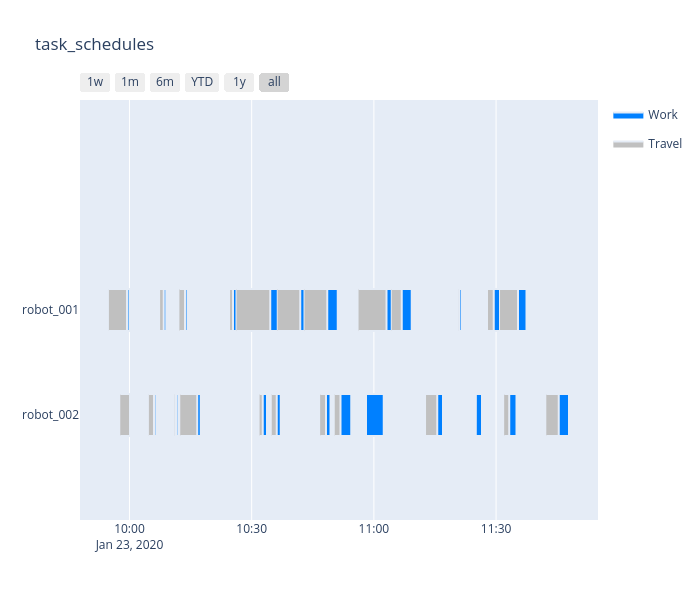 task_schedules
1w 1m 6m YTD 1y all
Work
Travel
robot_001
robot_002
10:00 10:30 11:00 11:30
Jan 23, 2020